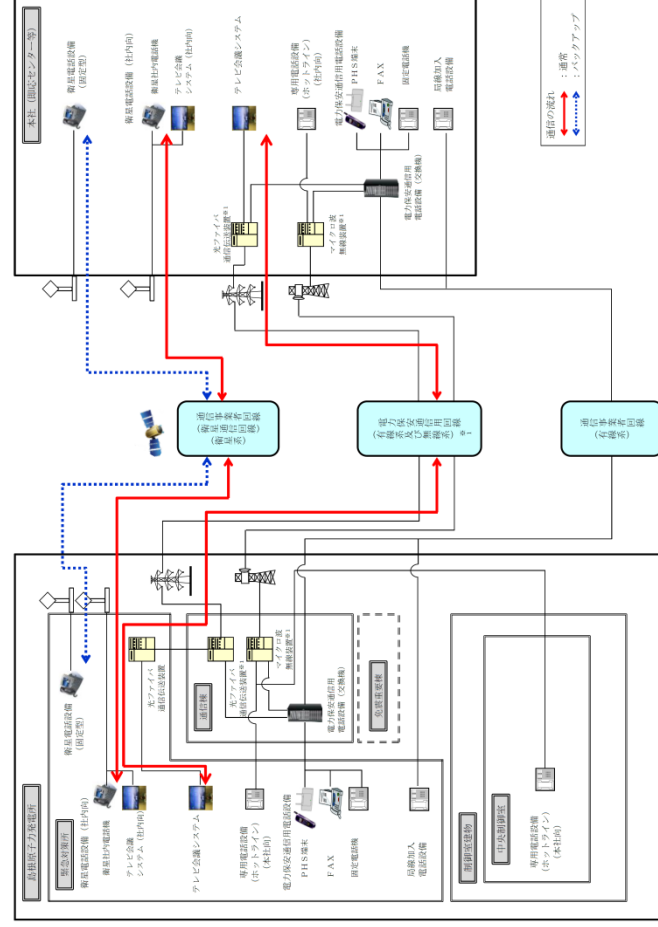 島根原子力発電所
緊急対策所
衛星電話設備
(固定型)
衛星電話設備(社内向)
衛星社内電話機
テレビ会議
システム(社内向)
テレビ会議システム
専用電話設備
(ホットライン)
(本社向)
電力保安通信用電話設備
PHS端末
FAX
固定電話機
局線加入
電話設備
光ファイバ
通信伝送装置
通信棟
光ファイバ
通信伝送装置※1
マイクロ波
無線装置※1
電力保安通信用
電話設備(交換機)
免震重要棟
制御室建物
中央制御室
専用電話設備
(ホットライン)
(本社向)
通信事業者回線
(衛星通信回線)
(衛星系)
電力保安通信用回線
(有線系及び無線系)
※1
通信事業者回線
(有線系)
本社(即応センター等)
衛星電話設備
(固定型)
衛星電話設備(社内向)
衛星社内電話機
テレビ会議
システム(社内向)
テレビ会議システム
専用電話設備
(ホットライン)
(社内向)
電力保安通信用電話設備
PHS端末
FAX
固定電話機
局線加入
電話設備
光ファイバ
通信伝送装置※1
マイクロ波
無線装置※1
電力保安通信用
電話設備(交換機)
通信の流れ
:通常
:バックアップ